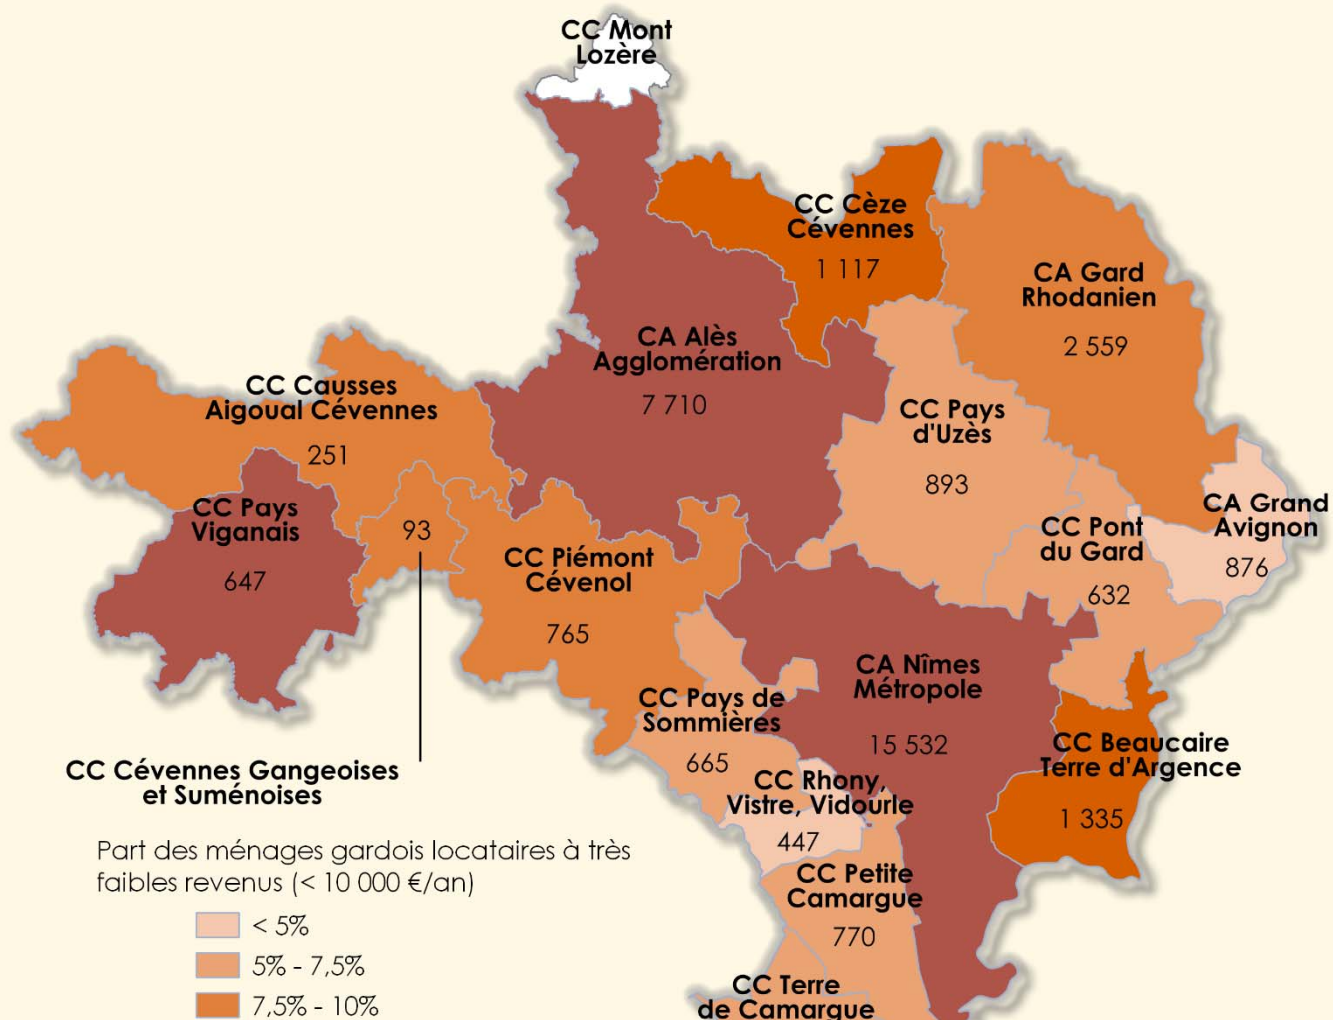 CC Mont
Lozère
CC Cèze
Cévennes
1 117
CA Gard
Rhodanien
2 559
CA Alès
Agglomération
7 710
CC Causses
Aigoual Cévennes
251
CC Pays
d'Uzès
893
CC Pays
Viganais
647
93
CC Piémont
Cévenol
765
CC Pont
du Gard
632
CA Grand
Avignon
876
CA Nîmes
Métropole
15 532
CC Pays de
Sommières
665
CC Beaucaire
Terre d'Argence
1 335
CC Cévennes Gangeoises
et Suménoises
CC Rhony,
Vistre, Vidourle
447
CC Petite
Camargue
770
CC Terre
de Camargue
Part des ménages gardois locataires à très
faibles revenus (< 10 000 €/an)
< 5%
5% - 7,5%
7,5% - 10%